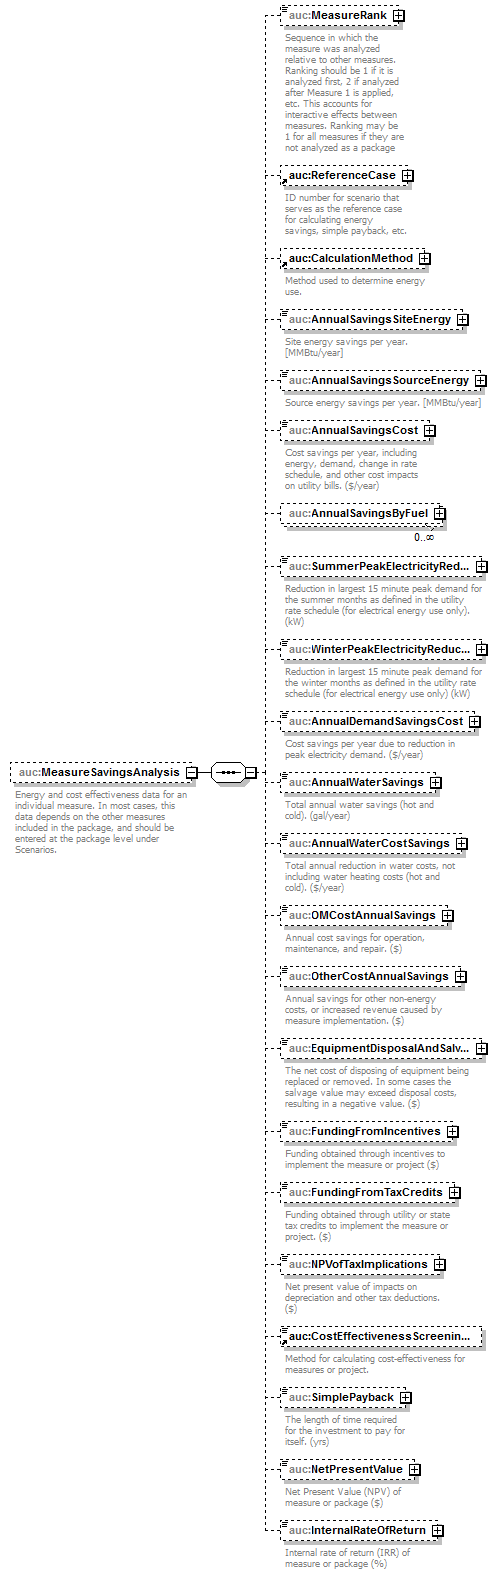 auc:MeasureRank
Sequence in which the
measure was analyzed
relative to other measures.
Ranking should be 1 if it is
analyzed first, 2 if analyzed
after Measure 1 is applied,
etc. This accounts for
interactive effects between
measures. Ranking may be
1 for all measures if they are
not analyzed as a package
auc:ReferenceCase
ID number for scenario that
serves as the reference case
for calculating energy
savings, simple payback, etc.
auc:CalculationMethod
Method used to determine energy
use.
auc:AnnualSavingsSiteEnergy
Site energy savings per year.
[MMBtu/year]
auc:AnnualSavingsSourceEnergy
Source energy savings per year. [MMBtu/year]
auc:AnnualSavingsCost
Cost savings per year, including
energy, demand, change in rate
schedule, and other cost impacts
on utility bills. ($/year)
auc:AnnualSavingsByFuel
0..∞
auc:SummerPeakElectricityRed...
Reduction in largest 15 minute peak demand for
the summer months as defined in the utility
rate schedule (for electrical energy use only).
(kW)
auc:WinterPeakElectricityReduc...
Reduction in largest 15 minute peak demand for
the winter months as defined in the utility rate
schedule (for electrical energy use only) (kW)
auc:AnnualDemandSavingsCost
Cost savings per year due to reduction in
peak electricity demand. ($/year)
auc:MeasureSavingsAnalysis
Energy and cost effectiveness data for an
individual measure. In most cases, this
data depends on the other measures
included in the package, and should be
entered at the package level under
Scenarios.
auc:AnnualWaterSavings
Total annual water savings (hot and
cold). (gal/year)
auc:AnnualWaterCostSavings
Total annual reduction in water costs, not
including water heating costs (hot and
cold). ($/year)
auc:OMCostAnnualSavings
Annual cost savings for operation,
maintenance, and repair. ($)
auc:OtherCostAnnualSavings
Annual savings for other non-energy
costs, or increased revenue caused by
measure implementation. ($)
auc:EquipmentDisposalAndSalv...
The net cost of disposing of equipment being
replaced or removed. In some cases the
salvage value may exceed disposal costs,
resulting in a negative value. ($)
auc:FundingFromIncentives
Funding obtained through incentives to
implement the measure or project ($)
auc:FundingFromTaxCredits
Funding obtained through utility or state
tax credits to implement the measure or
project. ($)
auc:NPVofTaxImplications
Net present value of impacts on
depreciation and other tax deductions.
($)
auc:CostEffectivenessScreenin...
Method for calculating cost-effectiveness for
measures or project.
auc:SimplePayback
The length of time required
for the investment to pay for
itself. (yrs)
auc:NetPresentValue
Net Present Value (NPV) of
measure or package ($)
auc:InternalRateOfReturn
Internal rate of return (IRR) of
measure or package (%)